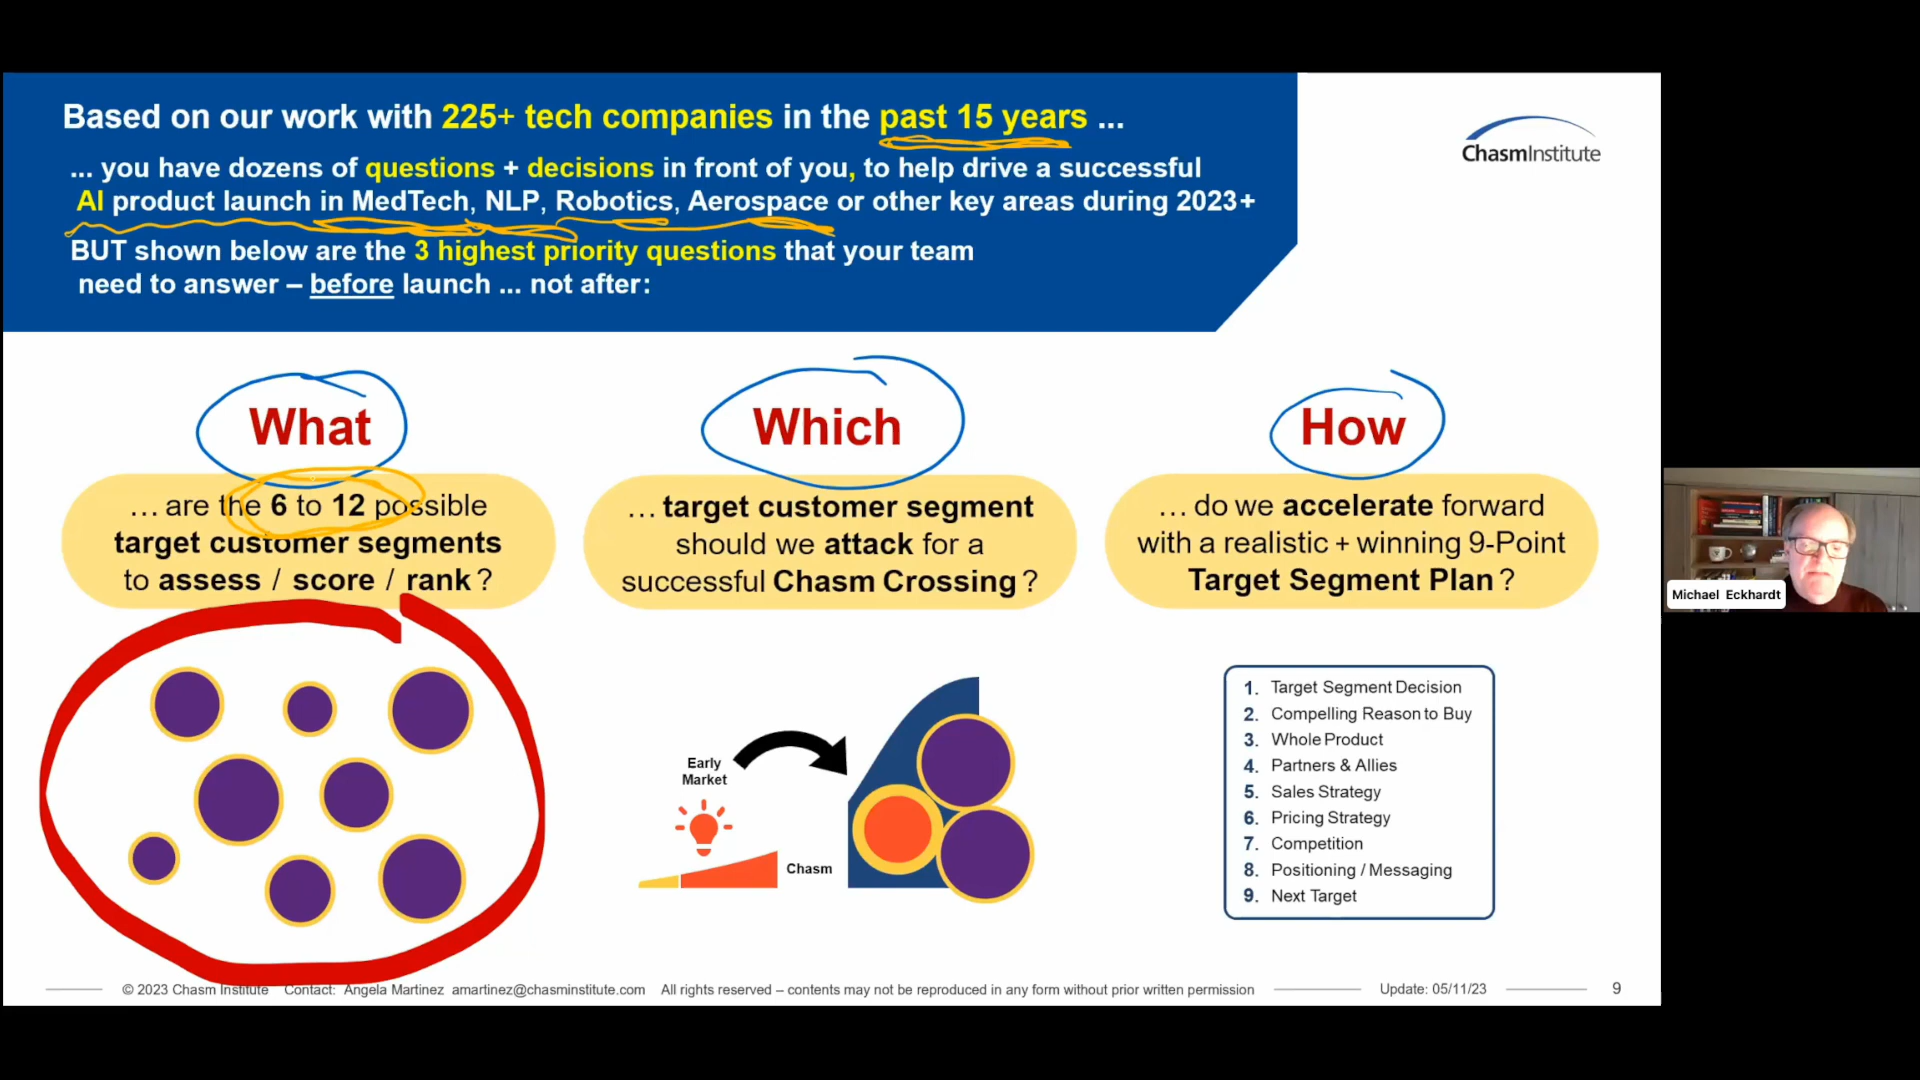 Based on our work with 225+ tech companies in the past 15 years ...
... you have dozens of questions + decisions in front of you, to help drive a successful
AI product launch in MedTech, NLP, Robotics, Aerospace or other key areas during 2023+
BUT shown below are the 3 highest priority questions that your team
need to answer – before launch ... not after:
ChasmInstitute
What
... are the 6 to 12 possible
target customer segments
to assess / score / rank ?
Which
... target customer segment
should we attack for a
successful Chasm Crossing ?
How
... do we accelerate forward
with a realistic + winning 9-Point
Target Segment Plan ?
Early
Market
Chasm
1. Target Segment Decision
2. Compelling Reason to Buy
3. Whole Product
4. Partners & Allies
5. Sales Strategy
6. Pricing Strategy
7. Competition
8. Positioning / Messaging
9. Next Target
Michael Eckhardt
© 2023 Chasm Institute Contact: Angela Martinez amartinez@chasminstitute.com All rights reserved – contents may not be reproduced in any form without prior written permission Update: 05/11/23 9